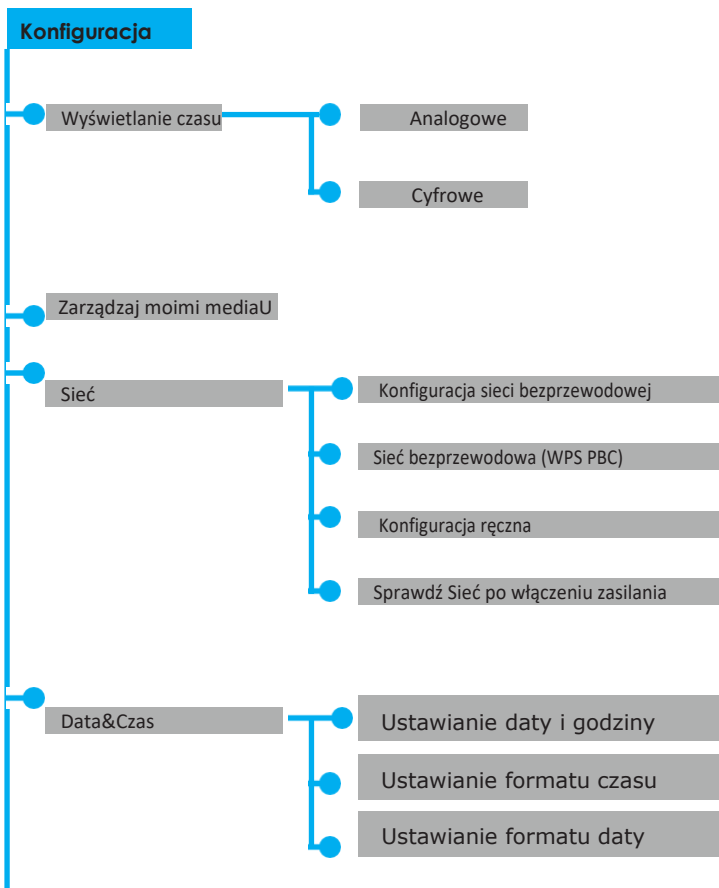 Konfiguracja
Wyświetlanie czasu
Analogowe
Cyfrowe
Zarządzaj moimi mediaU
Sieć
Konfiguracja sieci bezprzewodowej
Sieć bezprzewodowa (WPS PBC)
Konfiguracja ręczna
Sprawdź Sieć po włączeniu zasilania
Data&Czas
Ustawianie daty i godziny
Ustawianie formatu czasu
Ustawianie formatu daty